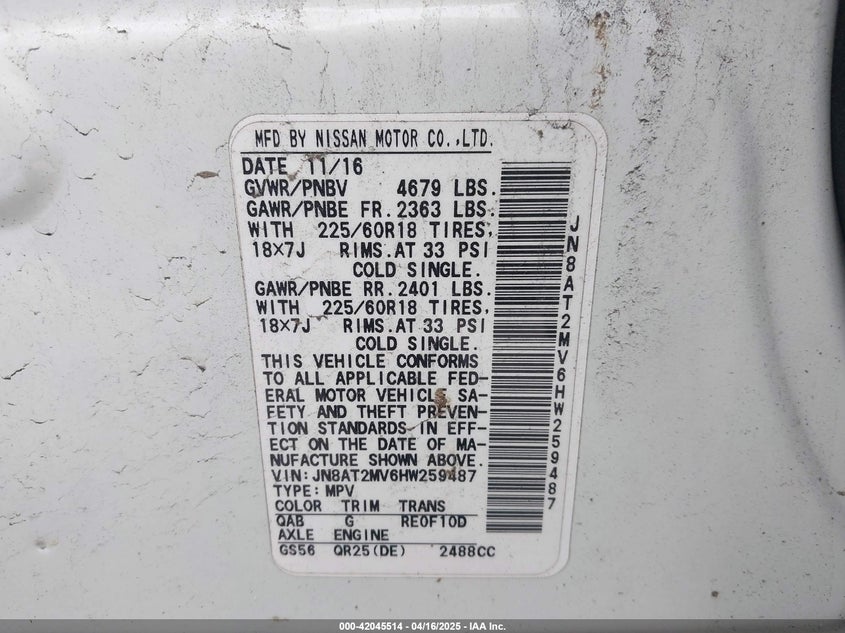 MFD BY NISSAN MOTOR CO.,LTD.
DATE 11/16
GVWR/PNBV 4679 LBS.
GAWR/PNBE FR. 2363 LBS.
WITH 225/60R18 TIRES,
18×7J RIMS.AT 33 PSI
COLD SINGLE.
GAWR/PNBE RR. 2401 LBS.
WITH 225/60R18 TIRES,
18×7J RIMS.AT 33 PSI
COLD SINGLE.
THIS VEHICLE CONFORMS
TO ALL APPLICABLE FED-
ERAL MOTOR VEHICLE SA-
FETY AND THEFT PREVEN-
TION STANDARDS IN EFF-
ECT ON THE DATE OF MA-
NUFACTURE SHOWN ABOVE.
VIN:JN8AT2MV6HW259487
TYPE:MPV
COLOR TRIM TRANS
QAB G RE0F10D
AXLE ENGINE
GS56 QR25(DE) 2488CC
JN8AT2MV6HW259487
000-42045514 - 04/16/2025 - IAA Inc.